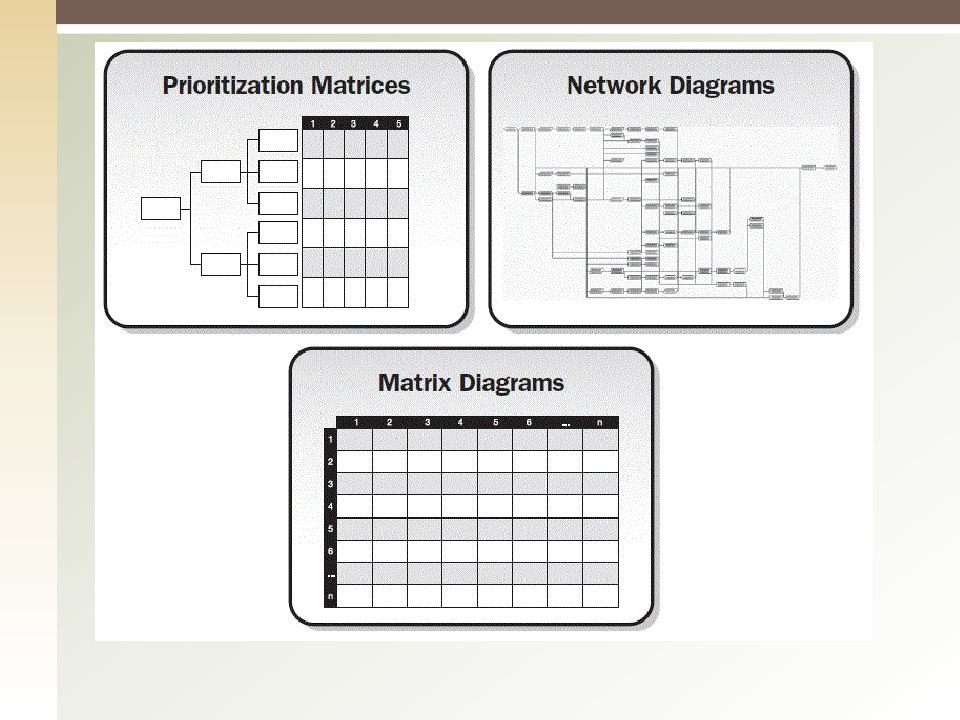 Prioritization Matrices
1 2 3 4 5
Network Diagrams
Matrix Diagrams
1 2 3 4 5 6 ... n
1
2
3
4
5
6
...
n